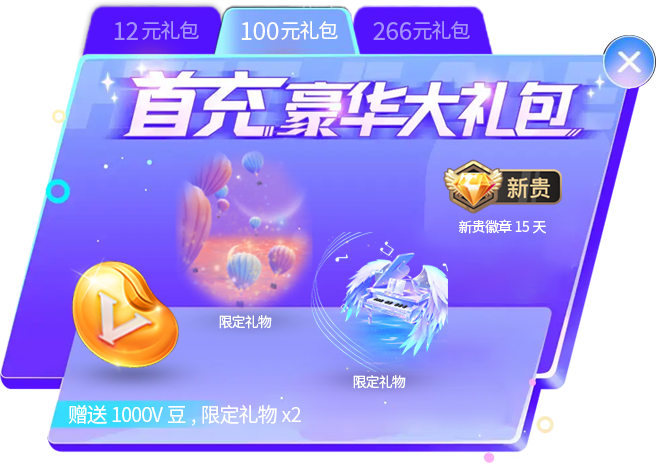 12元礼包
100元礼包
266元礼包
首充豪华大礼包
新贵
新贵徽章 15 天
V
限定礼物
限定礼物
赠送 1000V 豆 , 限定礼物 x2